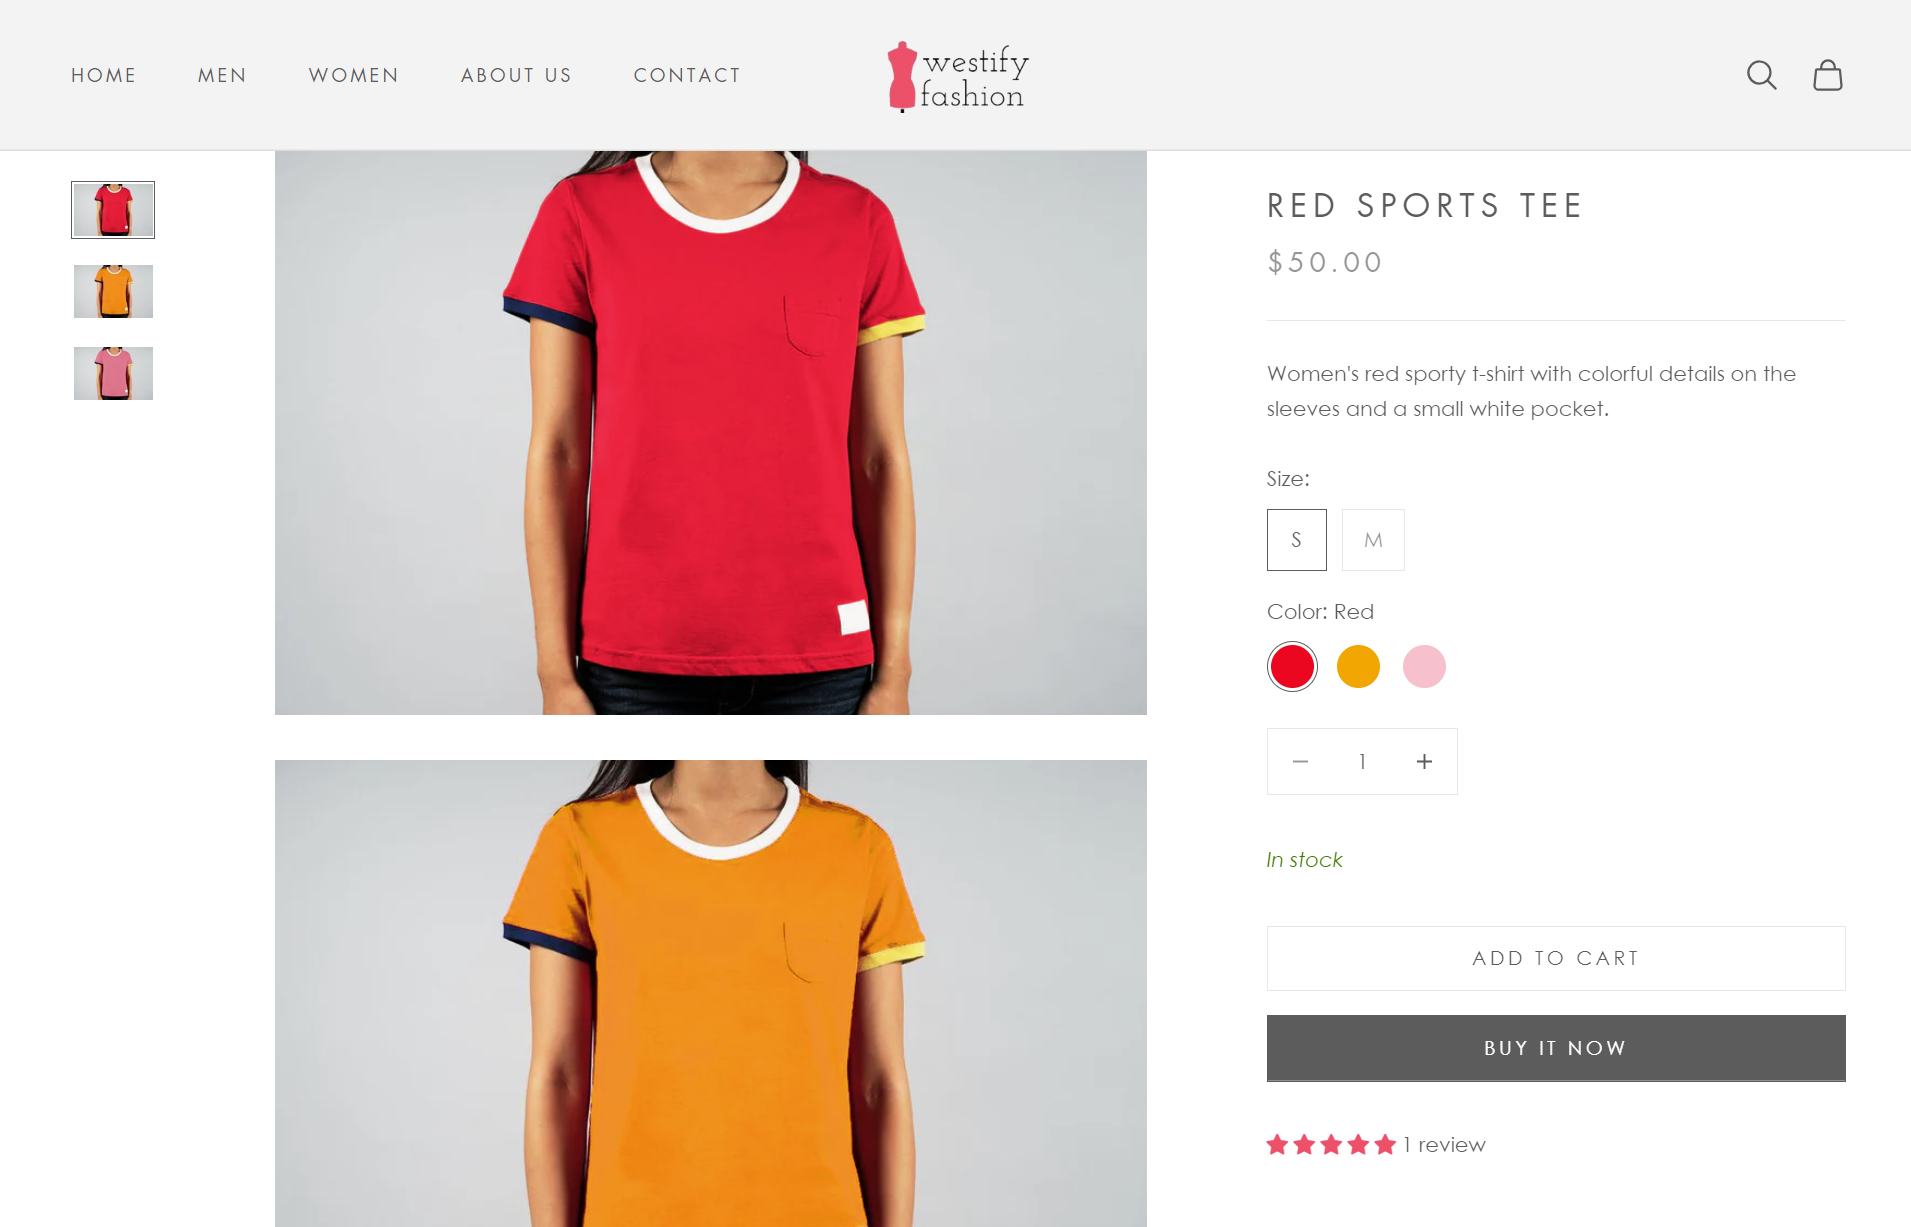 HOME
MEN
WOMEN
ABOUT US
CONTACT
westify
fashion
RED SPORTS TEE
$50.00
Women's red sporty t-shirt with colorful details on the
sleeves and a small white pocket.
Size:
S
M
Color: Red
1
In stock
ADD TO CART
BUY IT NOW
1 review